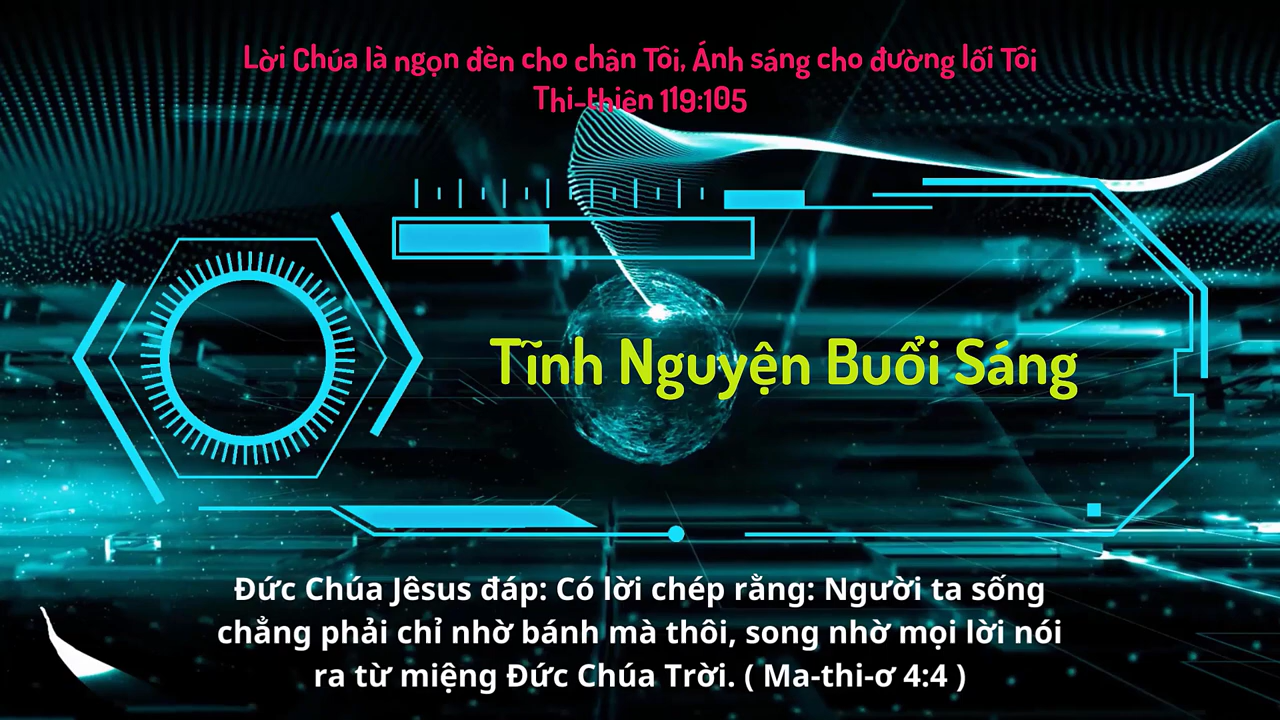 Lời Chúa là ngọn đèn cho chân Tôi, Ánh sáng cho đường lối Tôi
Thi-thiên 119:105
Tĩnh Nguyện Buổi Sáng
Đức Chúa Jêsus đáp: Có lời chép rằng: Người ta sống
chẳng phải chỉ nhờ bánh mà thôi, song nhờ mọi lời nói
ra từ miệng Đức Chúa Trời. ( Ma-thi-ơ 4:4 )